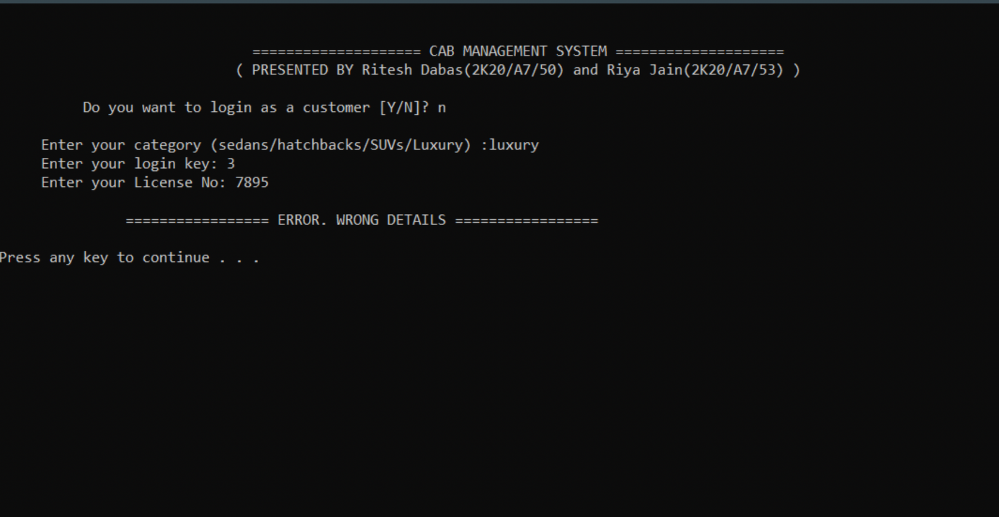 ==================== CAB MANAGEMENT SYSTEM ====================
( PRESENTED BY Ritesh Dabas(2K20/A7/50) and Riya Jain(2K20/A7/53) )
Do you want to login as a customer [Y/N]? n
Enter your category (sedans/hatchbacks/SUVs/Luxury) :luxury
Enter your login key: 3
Enter your License No: 7895
================= ERROR. WRONG DETAILS =================
Press any key to continue . . .